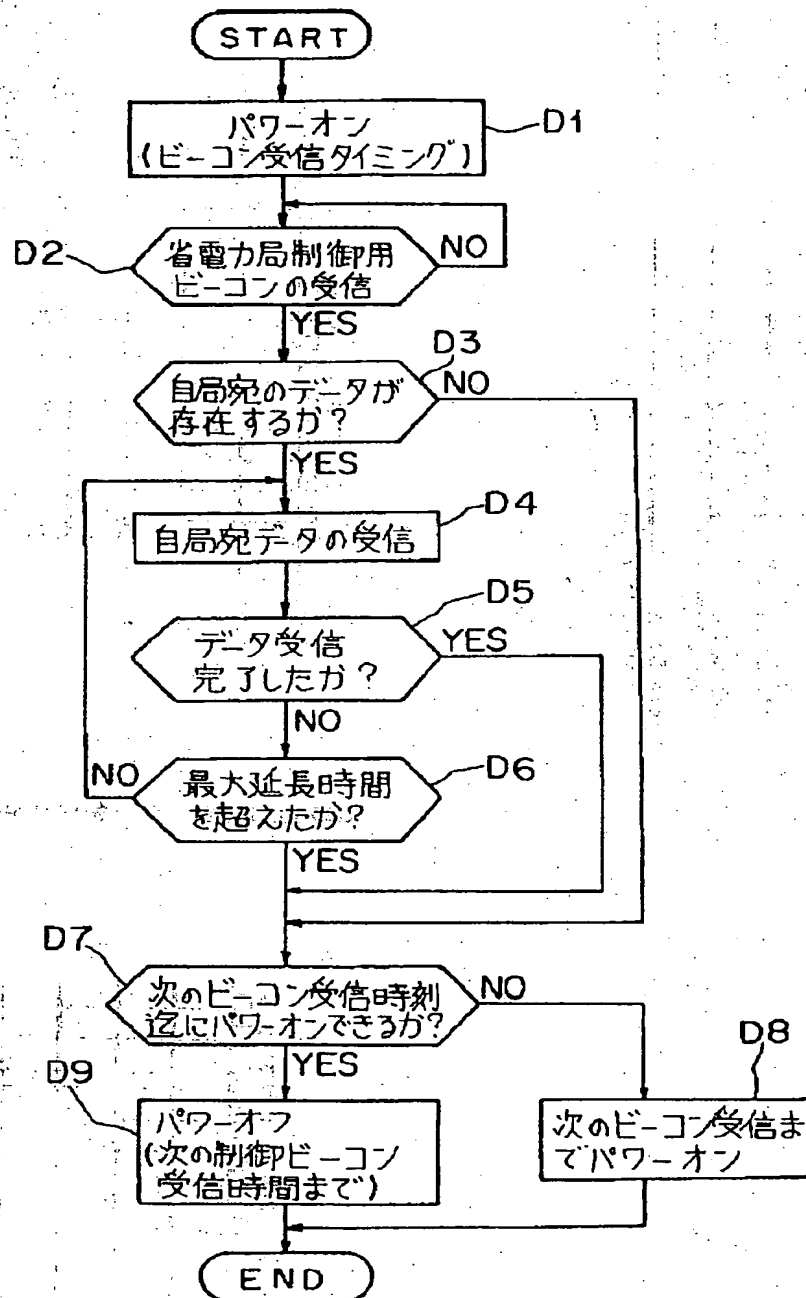 START
パワーオン
(ビーコン受信タイミング)
D1
D2
省電力局制御用
ビーコンの受信
NO
YES
D3
自局宛のデータが
存在するか?
NO
YES
D4
自局宛データの受信
D5
データ受信
完了したか?
YES
NO
D6
最大延長時間
を超えたか?
NO
YES
D7
次のビーコン受信時刻
迄にパワーオンできるか?
NO
YES
D8
次のビーコン受信ま
でパワーオン
D9
パワーオフ
(次の制御ビーコン
受信時間まで)
END